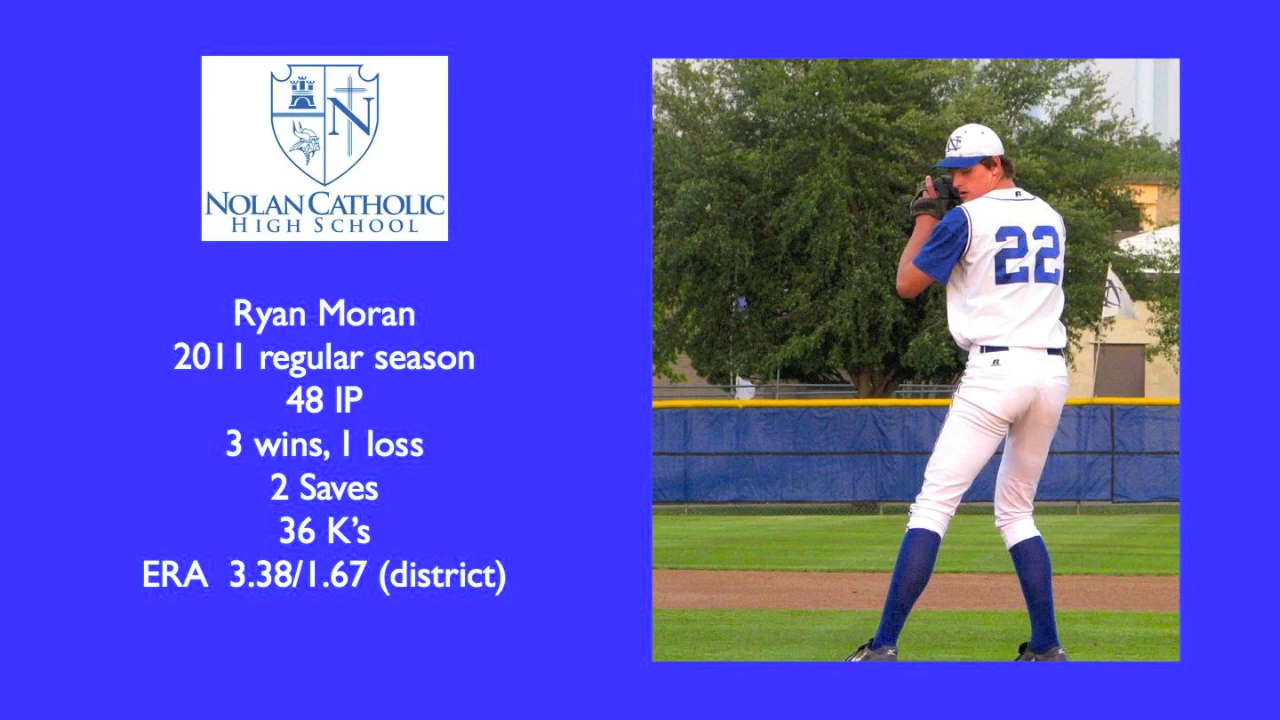 N
NOLAN CATHOLIC
HIGH SCHOOL
Ryan Moran
2011 regular season
48 IP
3 wins, 1 loss
2 Saves
36 K's
ERA  3.38/1.67 (district)
NC
22